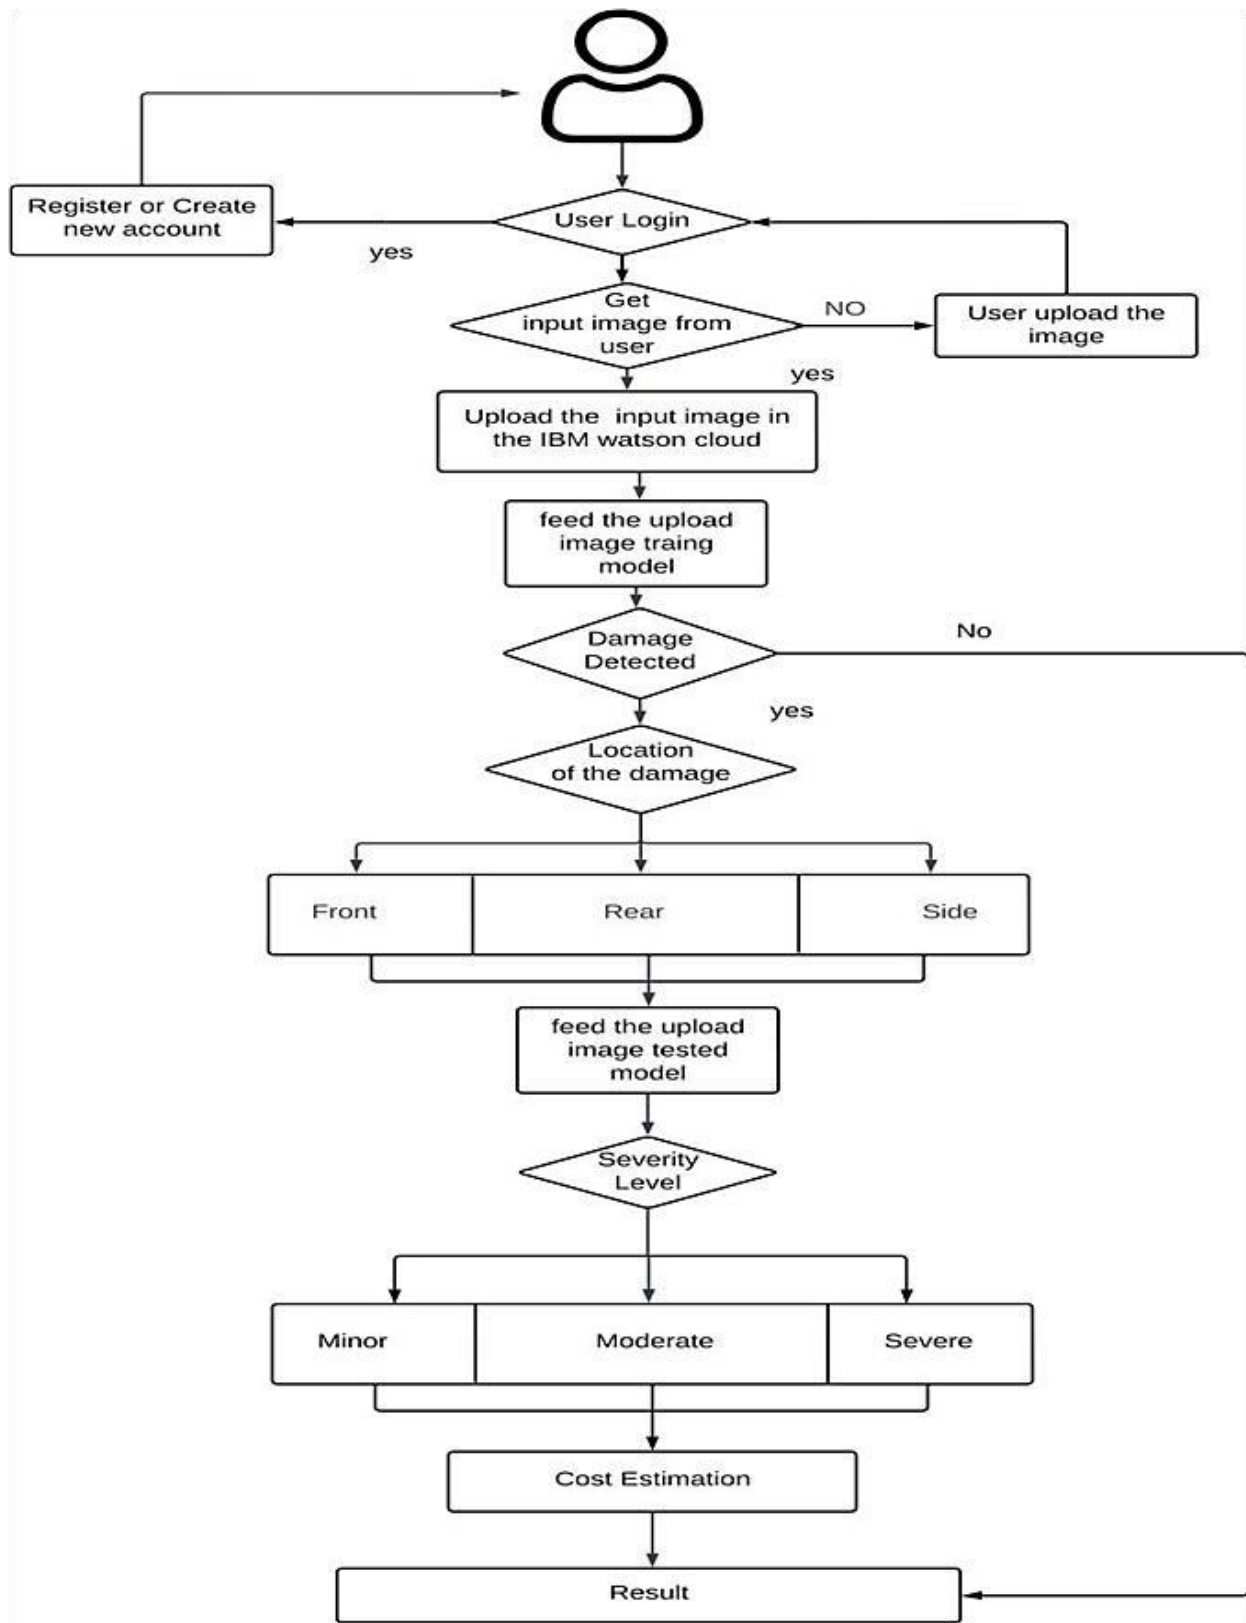 Register or Create
new account
User Login
yes
Get
input image from
user
NO
User upload the
image
yes
Upload the input image in
the IBM watson cloud
feed the upload
image traing
model
Damage
Detected
No
yes
Location
of the damage
Front
Rear
Side
feed the upload
image tested
model
Severity
Level
Minor
Moderate
Severe
Cost Estimation
Result